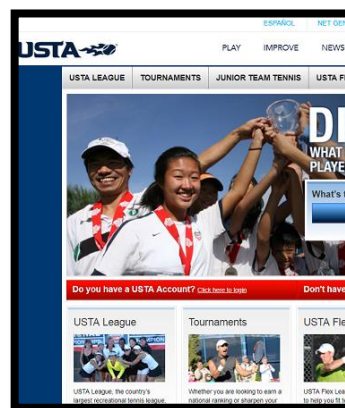 ESPAÑOL NET GEN
USTA
PLAY IMPROVE NEWS
USTA LEAGUE TOURNAMENTS JUNIOR TEAM TENNIS USTA F
WHAT
PLAYE
What's
Do you have a USTA Account? Click here to login Don't have
USTA League Tournaments USTA Fle
USTA League, the country's Whether you are looking to earn a USTA Flex Lea
largest recreational tennis league, national ranking or sharpen your to help you fit t